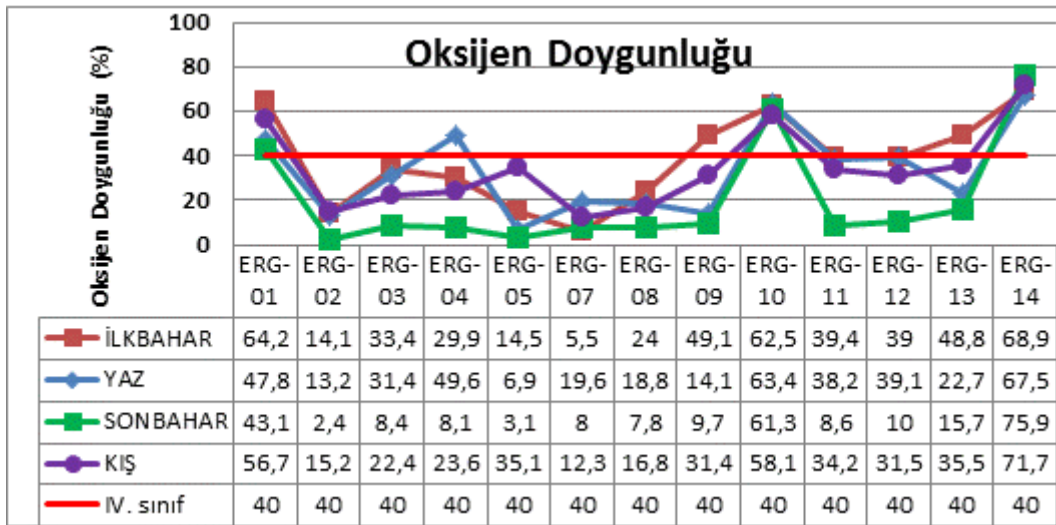 Oksijen Doygunluğu
Oksijen Doygunluğu (%)
100
80
60
40
20
0
ERG-01 ERG-02 ERG-03 ERG-04 ERG-05 ERG-07 ERG-08 ERG-09 ERG-10 ERG-11 ERG-12 ERG-13 ERG-14
İLKBAHAR 64,2 14,1 33,4 29,9 14,5 5,5 24 49,1 62,5 39,4 39 48,8 68,9
YAZ 47,8 13,2 31,4 49,6 6,9 19,6 18,8 14,1 63,4 38,2 39,1 22,7 67,5
SONBAHAR 43,1 2,4 8,4 8,1 3,1 8 7,8 9,7 61,3 8,6 10 15,7 75,9
KIŞ 56,7 15,2 22,4 23,6 35,1 12,3 16,8 31,4 58,1 34,2 31,5 35,5 71,7
IV. sınıf 40 40 40 40 40 40 40 40 40 40 40 40 40